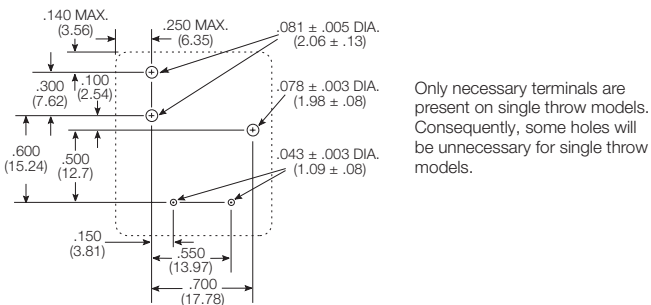 .140 MAX.
(3.56)
.250 MAX.
(6.35)
.081 ± .005 DIA.
(2.06 ± .13)
.300
(7.62)
.100
(2.54)
.078 ± .003 DIA.
(1.98 ± .08)
.600
(15.24)
.500
(12.7)
.043 ± .003 DIA.
(1.09 ± .08)
.150
(3.81)
.550
(13.97)
.700
(17.78)
Only necessary terminals are
present on single throw models.
Consequently, some holes will
be unnecessary for single throw
models.